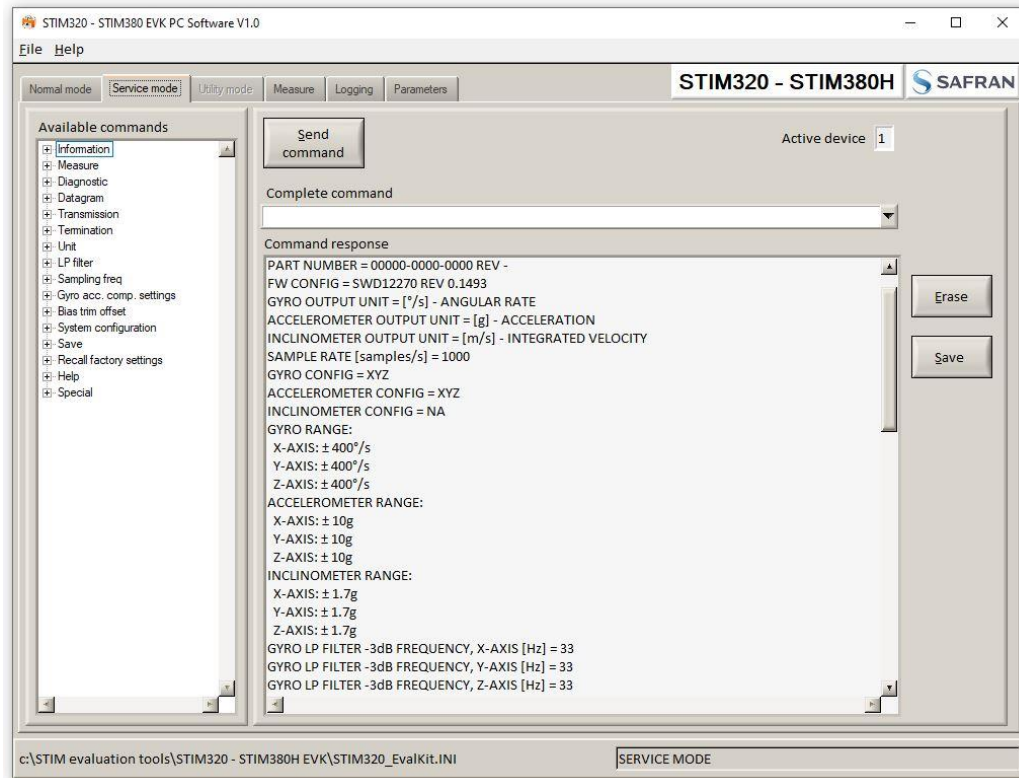 STIM320 - STIM380 EVK PC Software V1.0
File Help
Normal mode Service mode Utility mode Measure Logging Parameters
STIM320 - STIM380H SAFRAN
Available commands
Information
Measure
Diagnostic
Datagram
Transmission
Termination
Unit
LP filter
Sampling freq
Gyro acc. comp. settings
Bias trim offset
System configuration
Save
Recall factory settings
Help
Special
Send
command
Active device 1
Complete command
Command response
PART NUMBER = 00000-0000-0000 REV -
FW CONFIG = SWD12270 REV 0.1493
GYRO OUTPUT UNIT = [°/s] - ANGULAR RATE
ACCELEROMETER OUTPUT UNIT = [g] - ACCELERATION
INCLINOMETER OUTPUT UNIT = [m/s] - INTEGRATED VELOCITY
SAMPLE RATE [samples/s] = 1000
GYRO CONFIG = XYZ
ACCELEROMETER CONFIG = XYZ
INCLINOMETER CONFIG = NA
GYRO RANGE:
X-AXIS: ± 400°/s
Y-AXIS: ± 400°/s
Z-AXIS: ± 400°/s
ACCELEROMETER RANGE:
X-AXIS: ± 10g
Y-AXIS: ± 10g
Z-AXIS: ± 10g
INCLINOMETER RANGE:
X-AXIS: ± 1.7g
Y-AXIS: ± 1.7g
Z-AXIS: ± 1.7g
GYRO LP FILTER -3dB FREQUENCY, X-AXIS [Hz] = 33
GYRO LP FILTER -3dB FREQUENCY, Y-AXIS [Hz] = 33
GYRO LP FILTER -3dB FREQUENCY, Z-AXIS [Hz] = 33
Erase
Save
c:\STIM evaluation tools\STIM320 - STIM380H EVK\STIM320_EvalKit.INI
SERVICE MODE